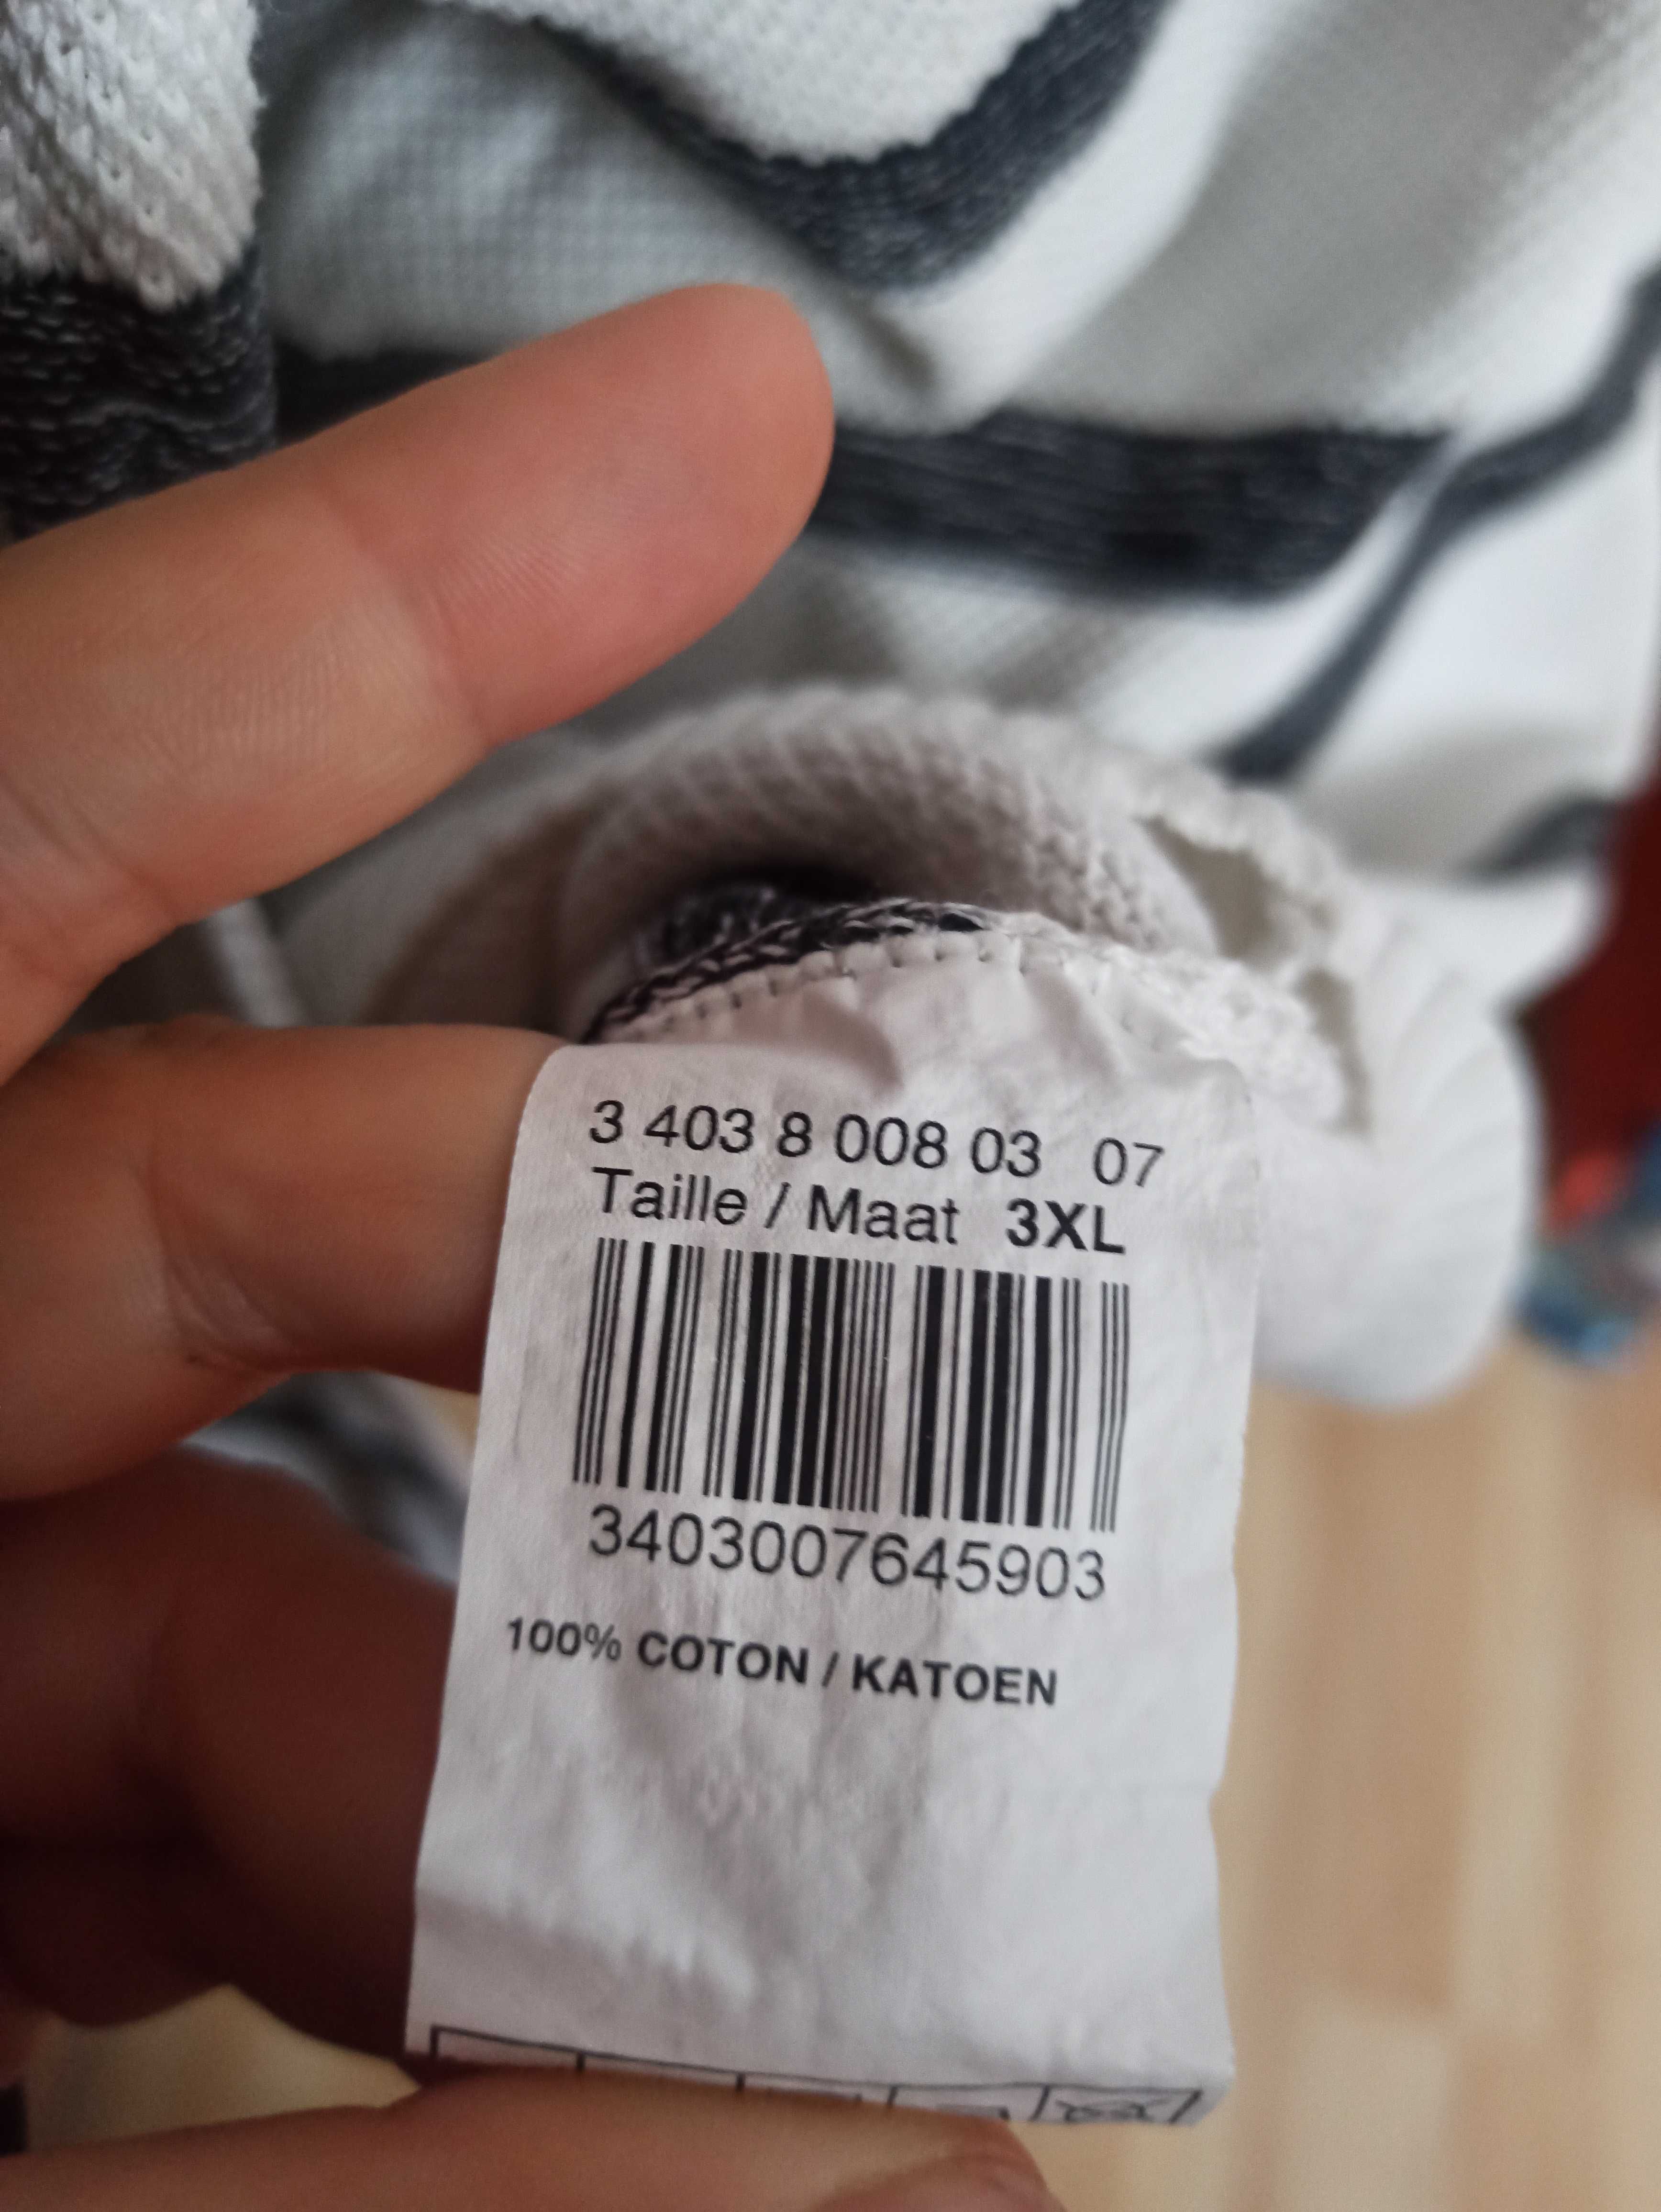 3 403 8 008 03 07
Taille / Maat 3XL
3403007645903
100% COTON / KATOEN